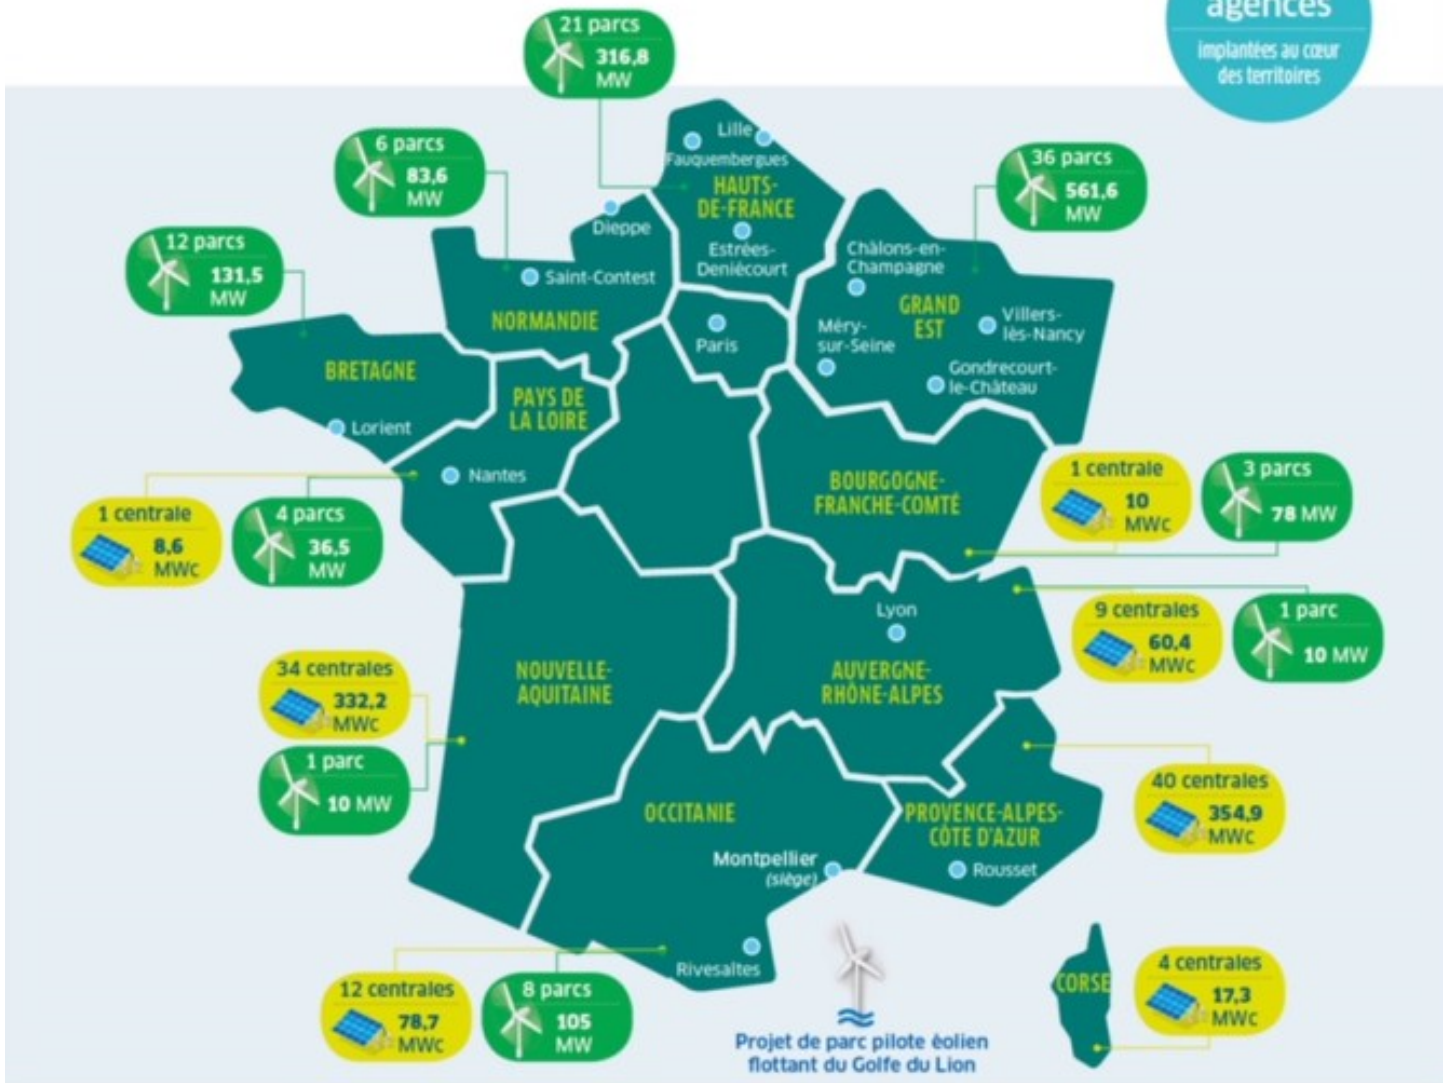 agences
implantées au cœur
des territoires
21 parcs
316,8
MW
6 parcs
83,6
MW
36 parcs
561,6
MW
12 parcs
131,5
MW
Lille
Fauquembergues
HAUTS-
DE-FRANCE
Estrées-
Deniécourt
Dieppe
Saint-Contest
NORMANDIE
Châlons-en-
Champagne
GRAND
EST
Villers-
lès-Nancy
Méry-
sur-Seine
Gondrecourt-
le-Château
Paris
BRETAGNE
Lorient
PAYS DE
LA LOIRE
Nantes
BOURGOGNE-
FRANCHE-COMTÉ
1 centrale
10
MWc
3 parcs
78 MW
1 centrale
8,6
MWc
4 parcs
36,5
MW
Lyon
9 centrales
60,4
MWc
1 parc
10 MW
34 centrales
332,2
MWc
1 parc
10 MW
NOUVELLE-
AQUITAINE
AUVERGNE-
RHÔNE-ALPES
40 centrales
354,9
MWc
OCCITANIE
PROVENCE-ALPES-
CÔTE D'AZUR
Montpellier
(siège)
Rousset
Rivesaltes
12 centrales
78,7
MWc
8 parcs
105
MW
Projet de parc pilote éolien
flottant du Golfe du Lion
CORSE
4 centrales
17,3
MWc